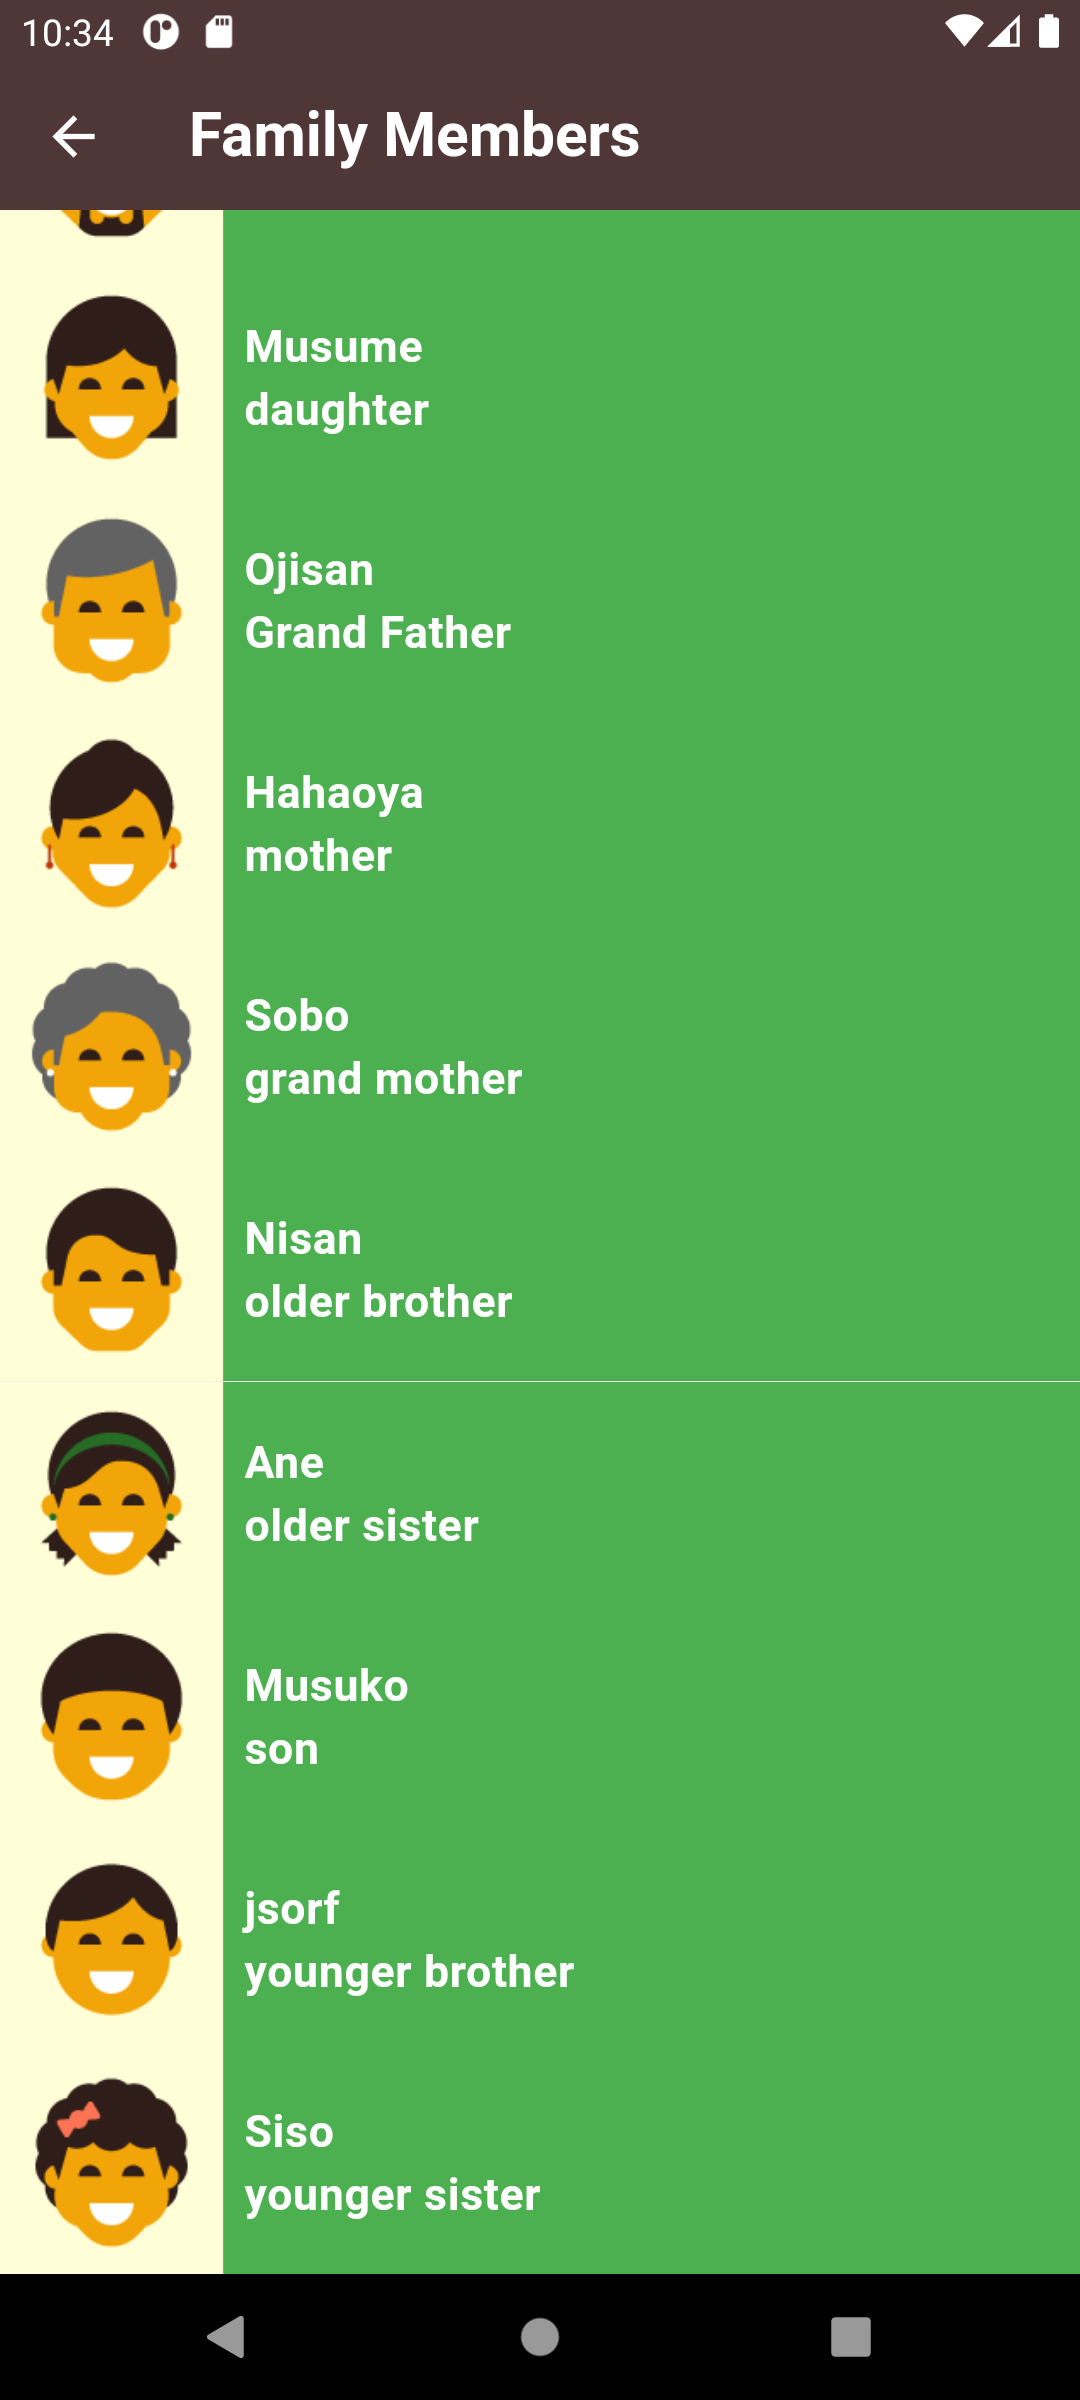 10:34
Family Members
Musume
daughter
Ojisan
Grand Father
Hahaoya
mother
Sobo
grand mother
Nisan
older brother
Ane
older sister
Musuko
son
jsorf
younger brother
Siso
younger sister